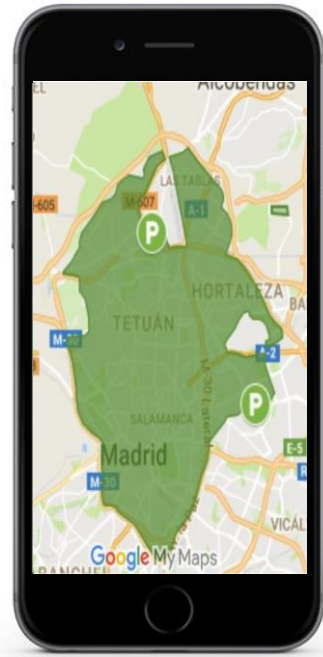 Alcobendas
LAS TABLAS
-605
M-607
A-1
P
HORTALEZA
BA
TETUÁN
M-30
A-2
M-30 Lateral
P
SALAMANCA
Madrid
E-5
M-30
R
VICÁL
Google My Maps